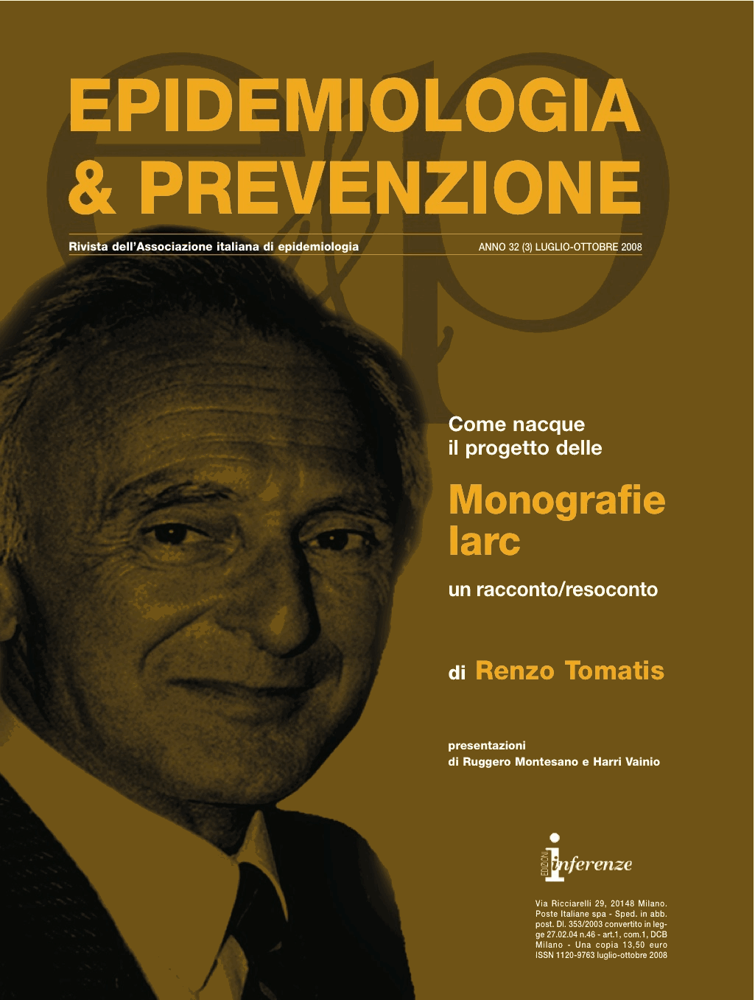 EPIDEMIOLOGIA
& PREVENZIONE
Rivista dell'Associazione italiana di epidemiologia
ANNO 32 (3) LUGLIO-OTTOBRE 2008
Come nacque
il progetto delle
Monografie
Iarc
un racconto/resoconto
di Renzo Tomatis
presentazioni
di Ruggero Montesano e Harri Vainio
EDIZIONI
inferenze
Via Ricciarelli 29, 20148 Milano.
Poste Italiane spa - Sped. in abb.
post. Dl. 353/2003 convertito in leg-
ge 27.02.04 n.46 - art.1, com.1, DCB
Milano - Una copia 13,50 euro
ISSN 1120-9763 luglio-ottobre 2008